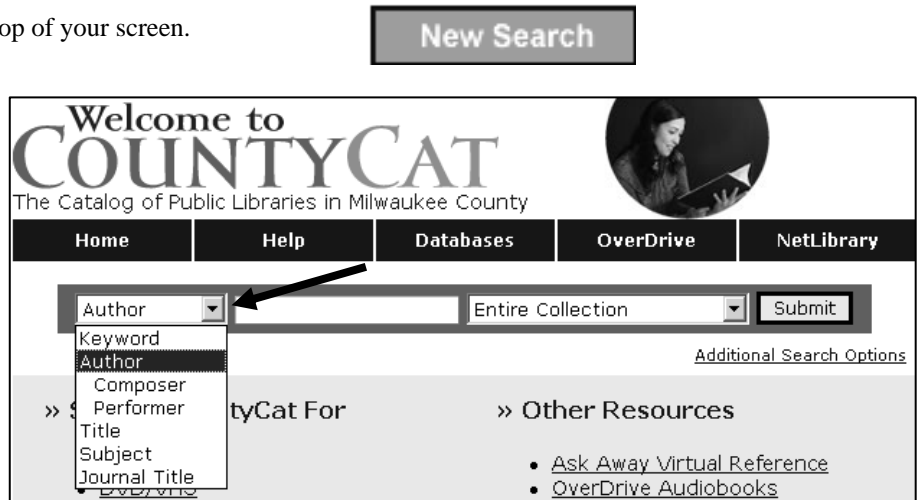 op of your screen.
New Search
Welcome to
COUNTYCAT
The Catalog of Public Libraries in Milwaukee County
Home Help Databases OverDrive NetLibrary
Author Entire Collection Submit
Keyword
Author
Additional Search Options
Composer
Performer
» tyCat For » Other Resources
Title
Subject
Journal Title
• Ask Away Virtual Reference
• DVD/VHS • OverDrive Audiobooks